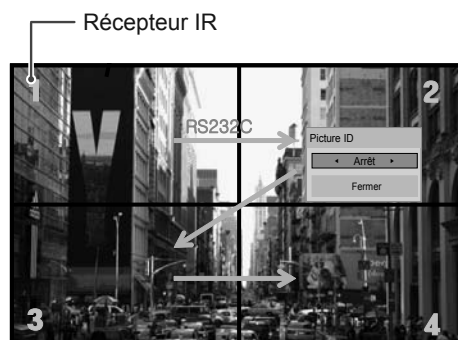 Récepteur IR
1
2
RS232C
Picture ID
Arrêt
Fermer
3
4